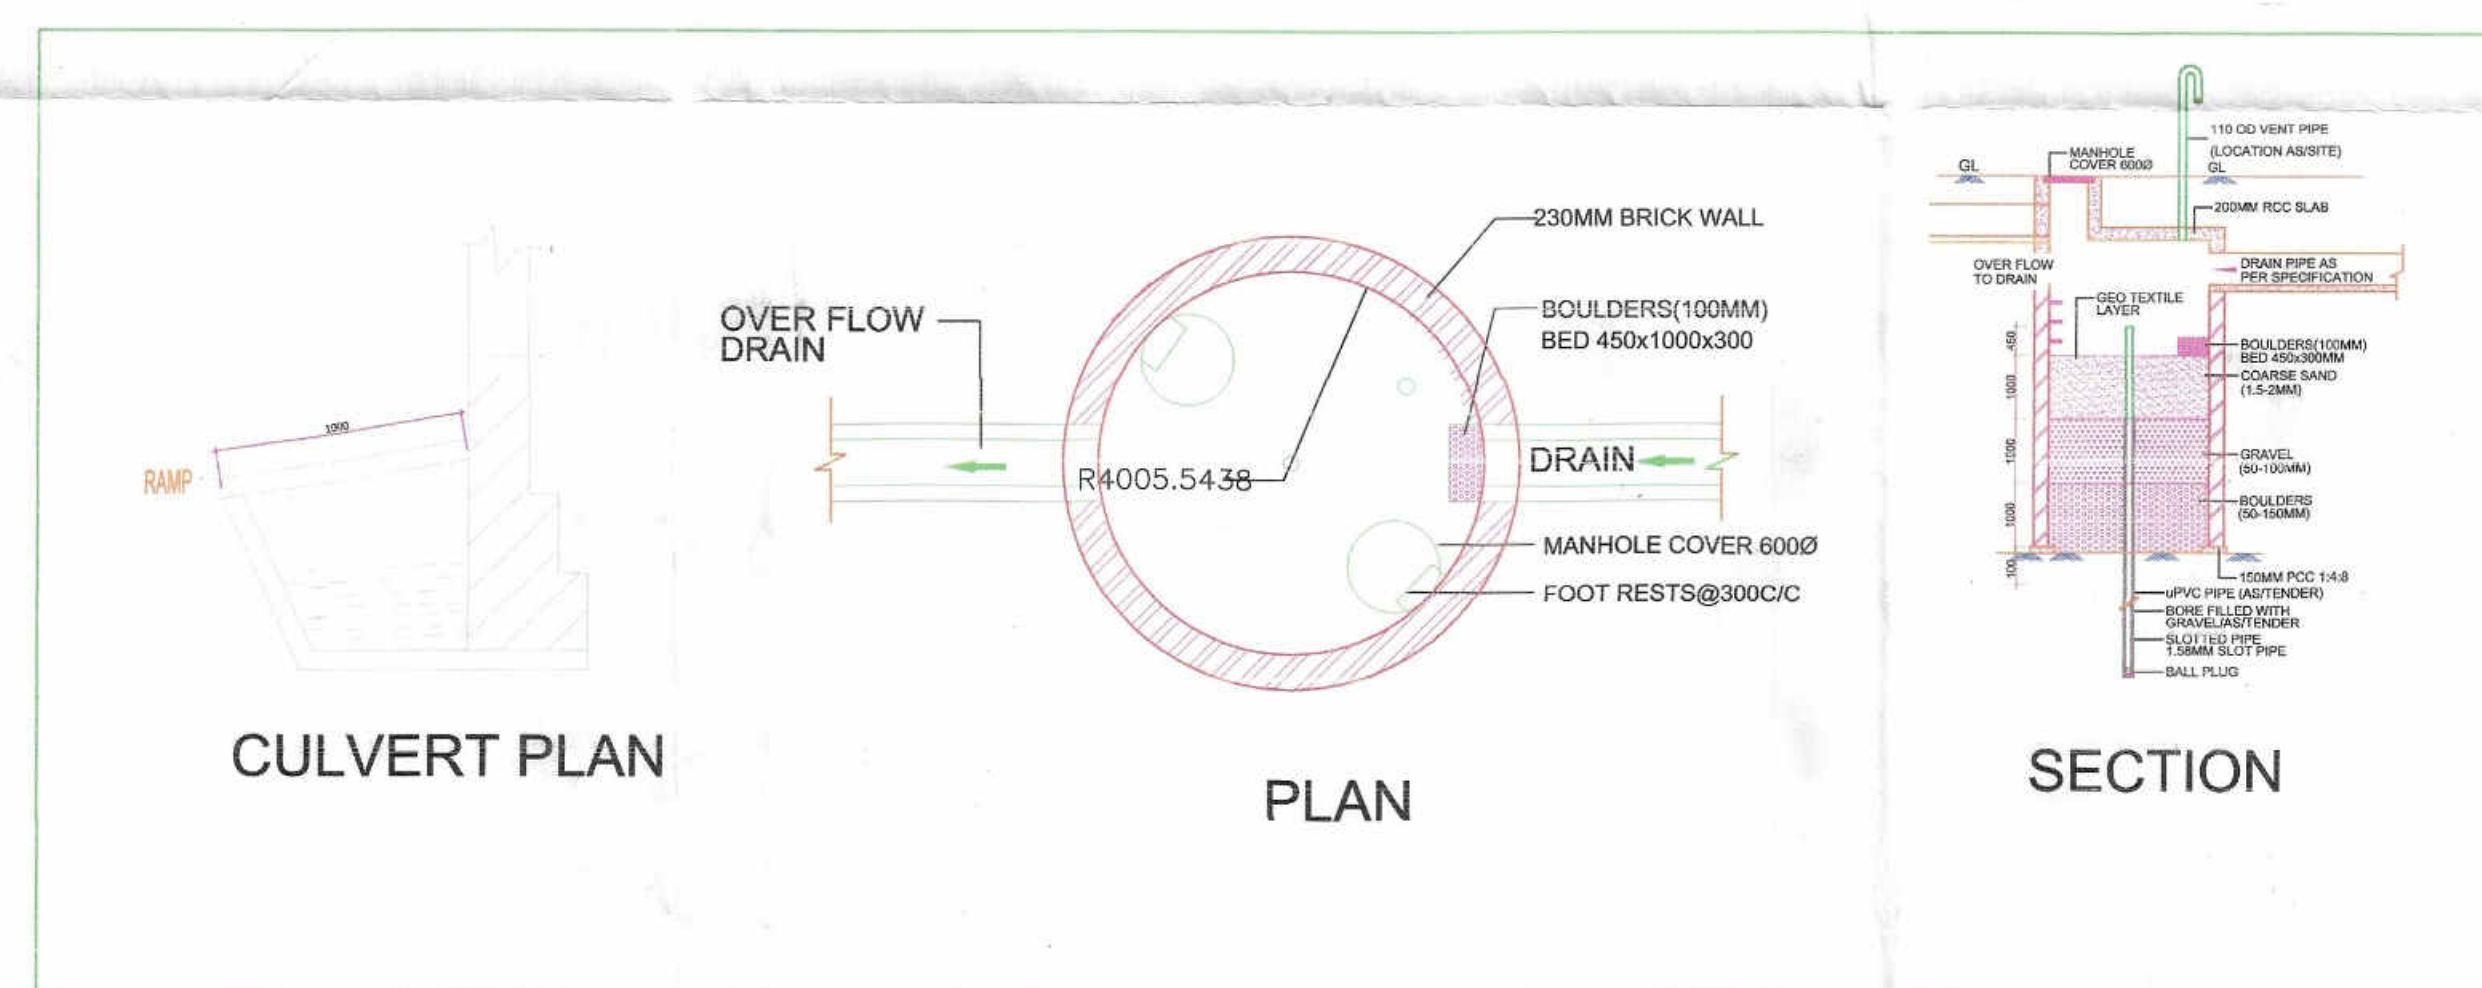 1000
RAMP
CULVERT PLAN
OVER FLOW
DRAIN
230MM BRICK WALL
BOULDERS(100MM)
BED 450x1000x300
R4005.5438
DRAIN
MANHOLE COVER 600Ø
FOOT RESTS@300C/C
PLAN
110 OD VENT PIPE
(LOCATION AS/SITE)
MANHOLE
COVER 600Ø
GL
GL
200MM RCC SLAB
OVER FLOW
TO DRAIN
DRAIN PIPE AS
PER SPECIFICATION
GEO TEXTILE
LAYER
450
1000
1000
1000
100
BOULDERS(100MM)
BED 450x300MM
COARSE SAND
(1.5-2MM)
GRAVEL
(50-100MM)
BOULDERS
(50-150MM)
150MM PCC 1:4:8
uPVC PIPE (AS/TENDER)
BORE FILLED WITH
GRAVEL/AS/TENDER
SLOTTED PIPE
1.58MM SLOT PIPE
BALL PLUG
SECTION